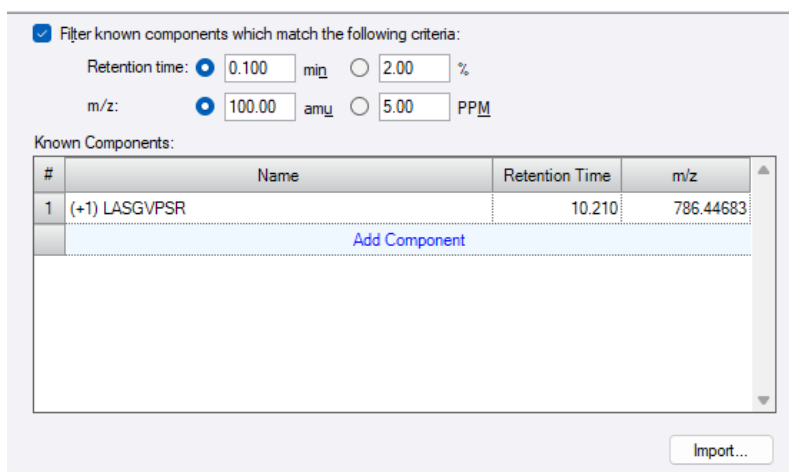 Filter known components which match the following criteria:
Retention time: 0.100 min 2.00 %
m/z: 100.00 amu 5.00 PPM
Known Components:
# Name Retention Time m/z
1 (+1) LASGVPSR 10.210 786.44683
Add Component
Import...